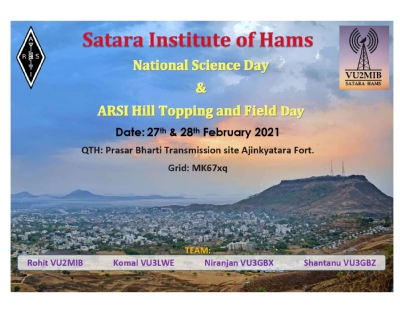 Satara Institute of Hams
National Science Day
&
ARSI Hill Topping and Field Day
Date: 27th & 28th February 2021
QTH: Prasar Bharti Transmission site Ajinkyatara Fort.
Grid: MK67xq
VU2MIB
SATARA HAMS
TEAM:
Rohit VU2MIB Komal VU3LWE Niranjan VU3GBX Shantanu VU3GBZ